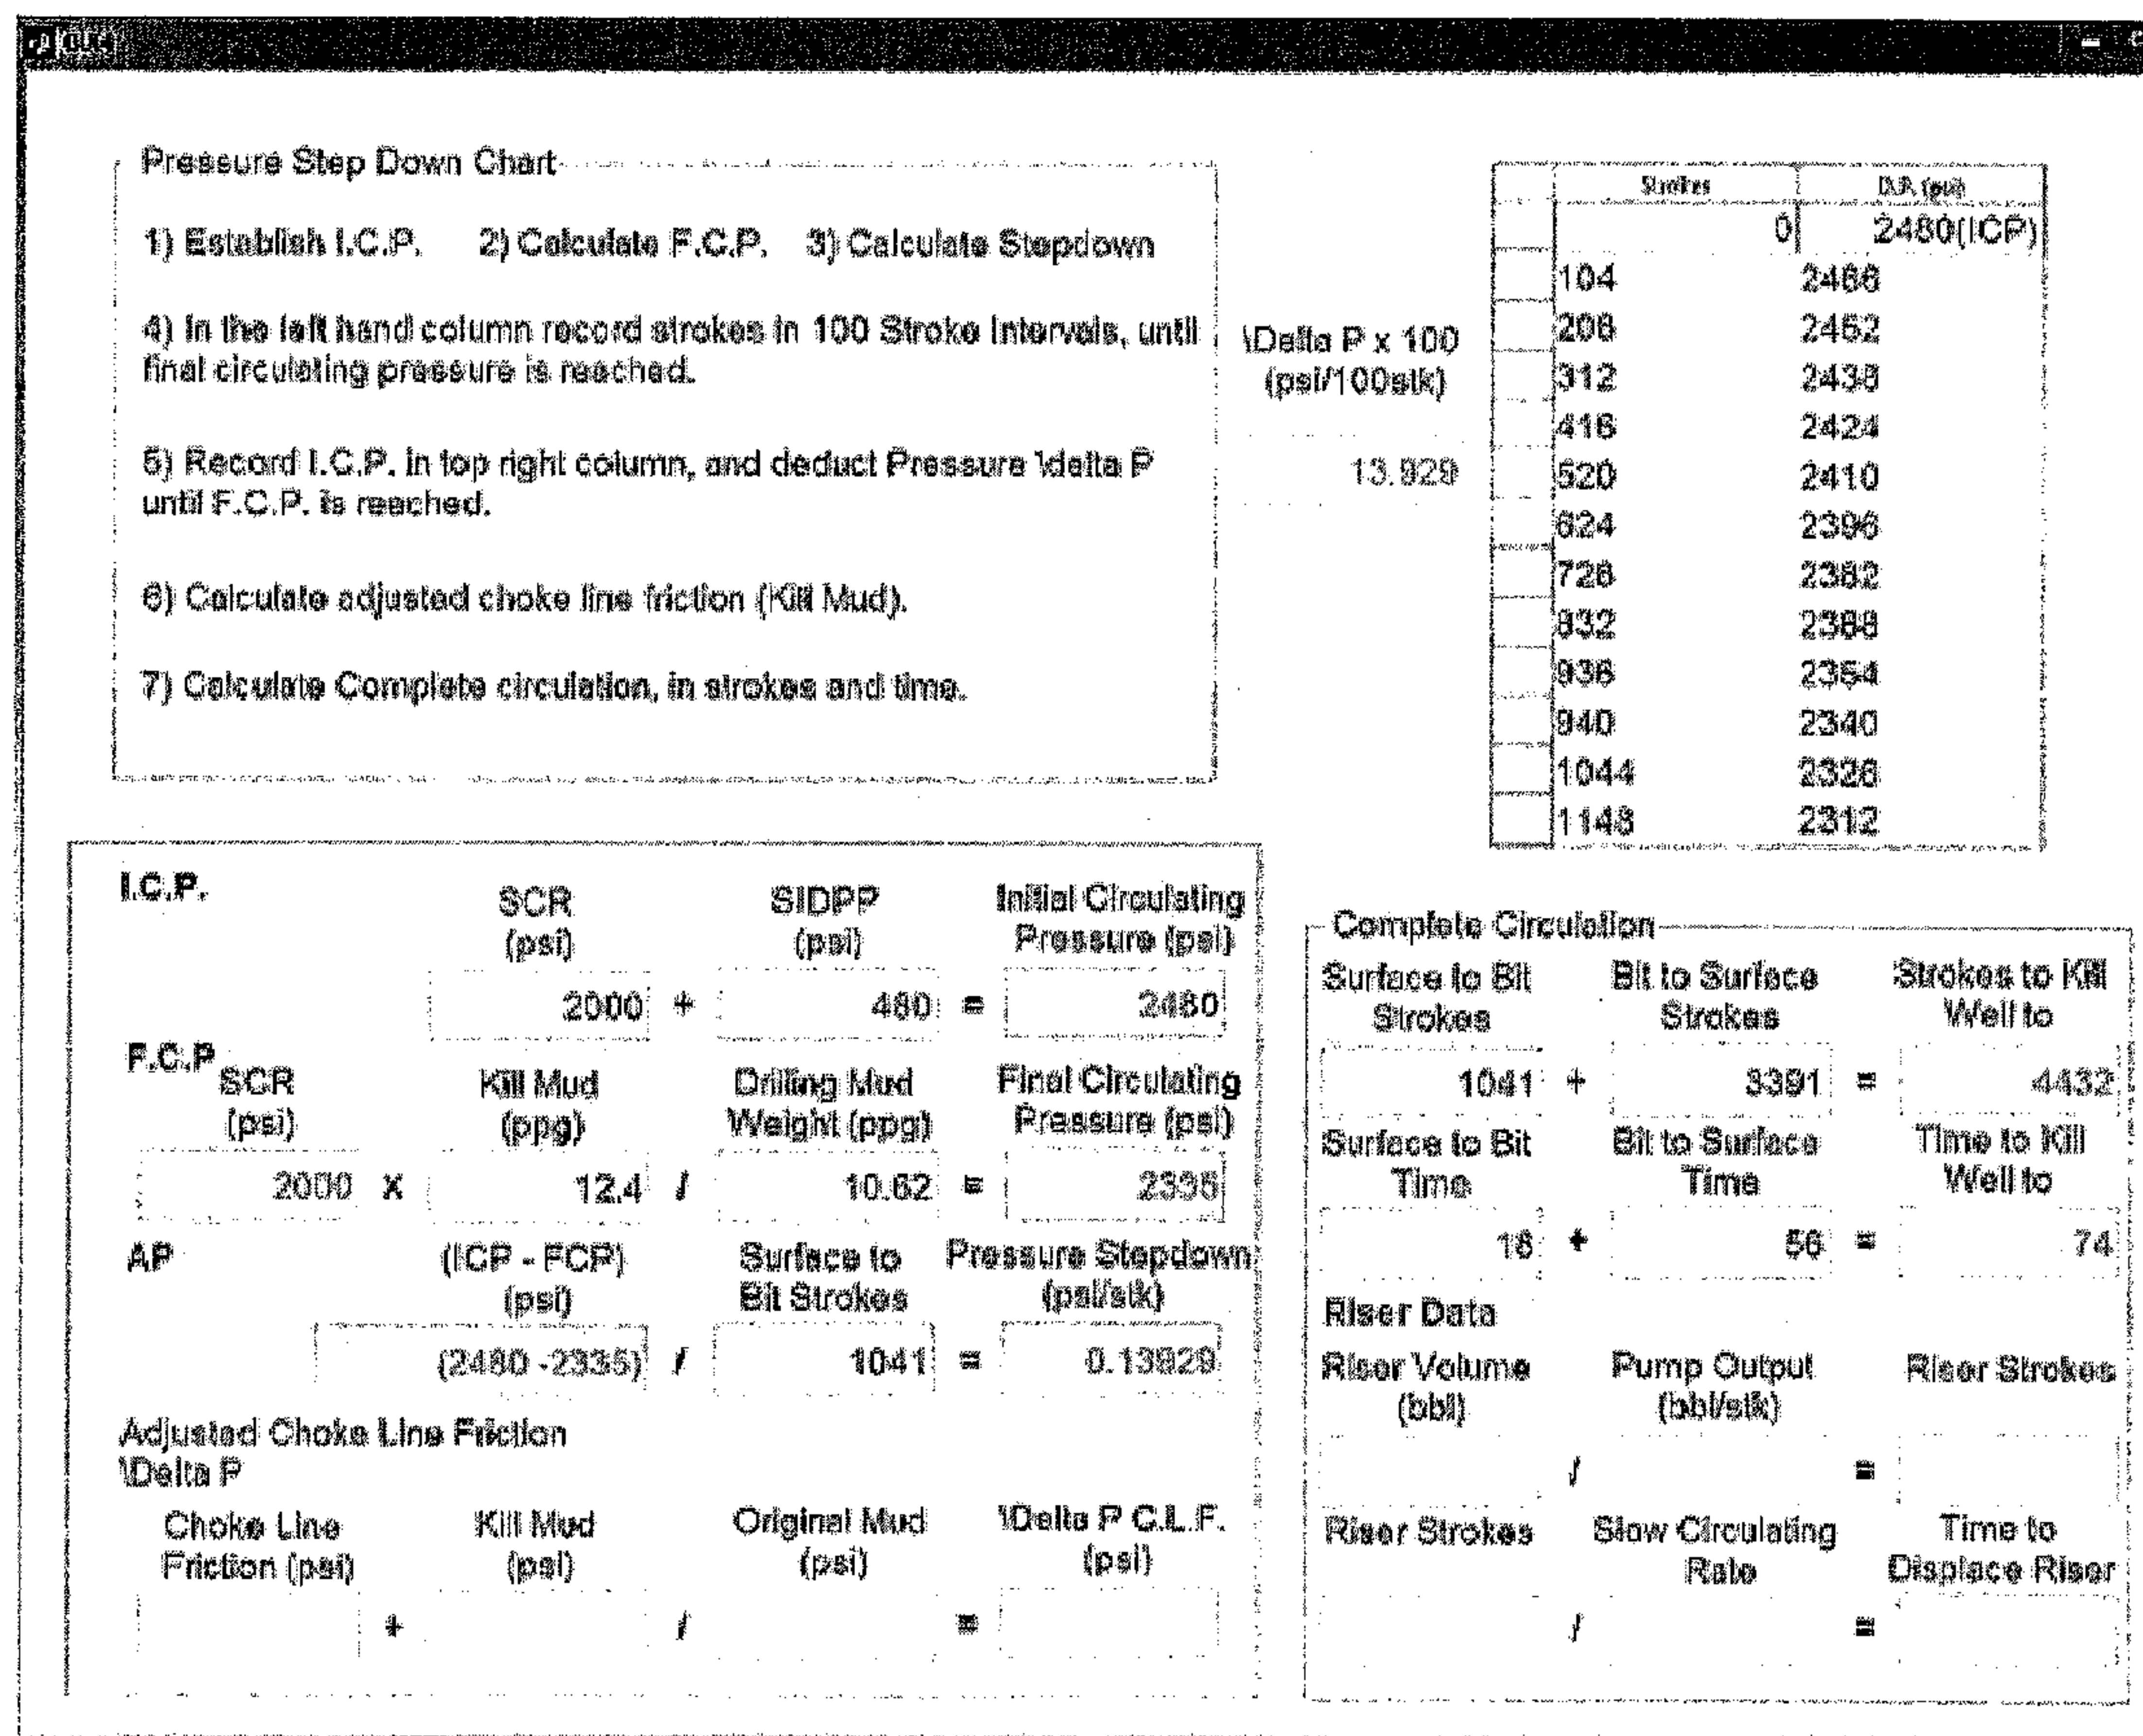 Pressure Step Down Chart
1) Establish I.C.P. 2) Calculate F.C.P. 3) Calculate Stepdown
4) In the left hand column record strokes in 100 Stroke Intervals, until
final circulating pressure is reached.
5) Record I.C.P. in top right column, and deduct Pressure \delta P
until F.C.P. is reached.
6) Calculate adjusted choke line friction (Kill Mud).
7) Calculate Complete circulation, in strokes and time.
\Delta P x 100
(psi/100stk)
13.929
Strokes D.P. (psi)
0 2480(ICP)
104 2466
208 2452
312 2438
416 2424
520 2410
624 2396
728 2382
832 2368
936 2354
940 2340
1044 2326
1148 2312
I.C.P.
SCR SIDPP Initial Circulating
(psi) (psi) Pressure (psi)
2000 + 480 = 2480
F.C.P
SCR Kill Mud Drilling Mud Final Circulating
(psi) (ppg) Weight (ppg) Pressure (psi)
2000 X 12.4 / 10.62 = 2335
ΔP (ICP - FCP) Surface to Pressure Stepdown
(psi) Bit Strokes (psi/stk)
(2480 -2335) / 1041 = 0.13929
Adjusted Choke Line Friction
\Delta P
Choke Line Kill Mud Original Mud \Delta P C.L.F.
Friction (psi) (psi) (psi) (psi)
+ / =
Complete Circulation
Surface to Bit Bit to Surface Strokes to Kill
Strokes Strokes Well to
1041 + 3391 = 4432
Surface to Bit Bit to Surface Time to Kill
Time Time Well to
18 + 56 = 74
Riser Data
Riser Volume Pump Output Riser Strokes
(bbl) (bbl/stk)
/ =
Riser Strokes Slow Circulating Time to
Rate Displace Riser
/ =